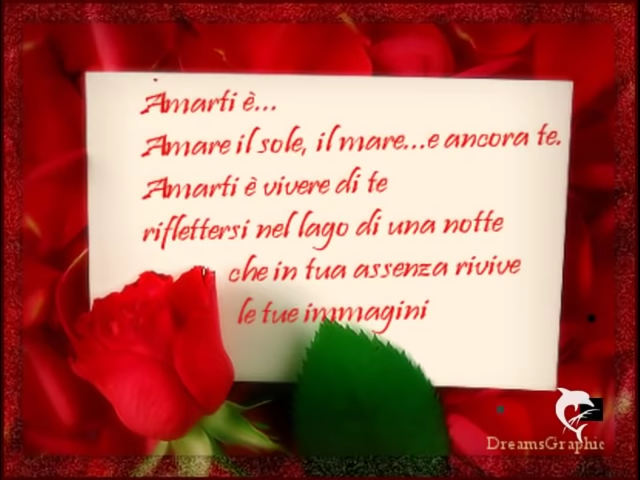 Amarti è...
Amare il sole, il mare...e ancora te.
Amarti è vivere di te
riflettersi nel lago di una notte
che in tua assenza rivive
le tue immagini
DreamsGraphic